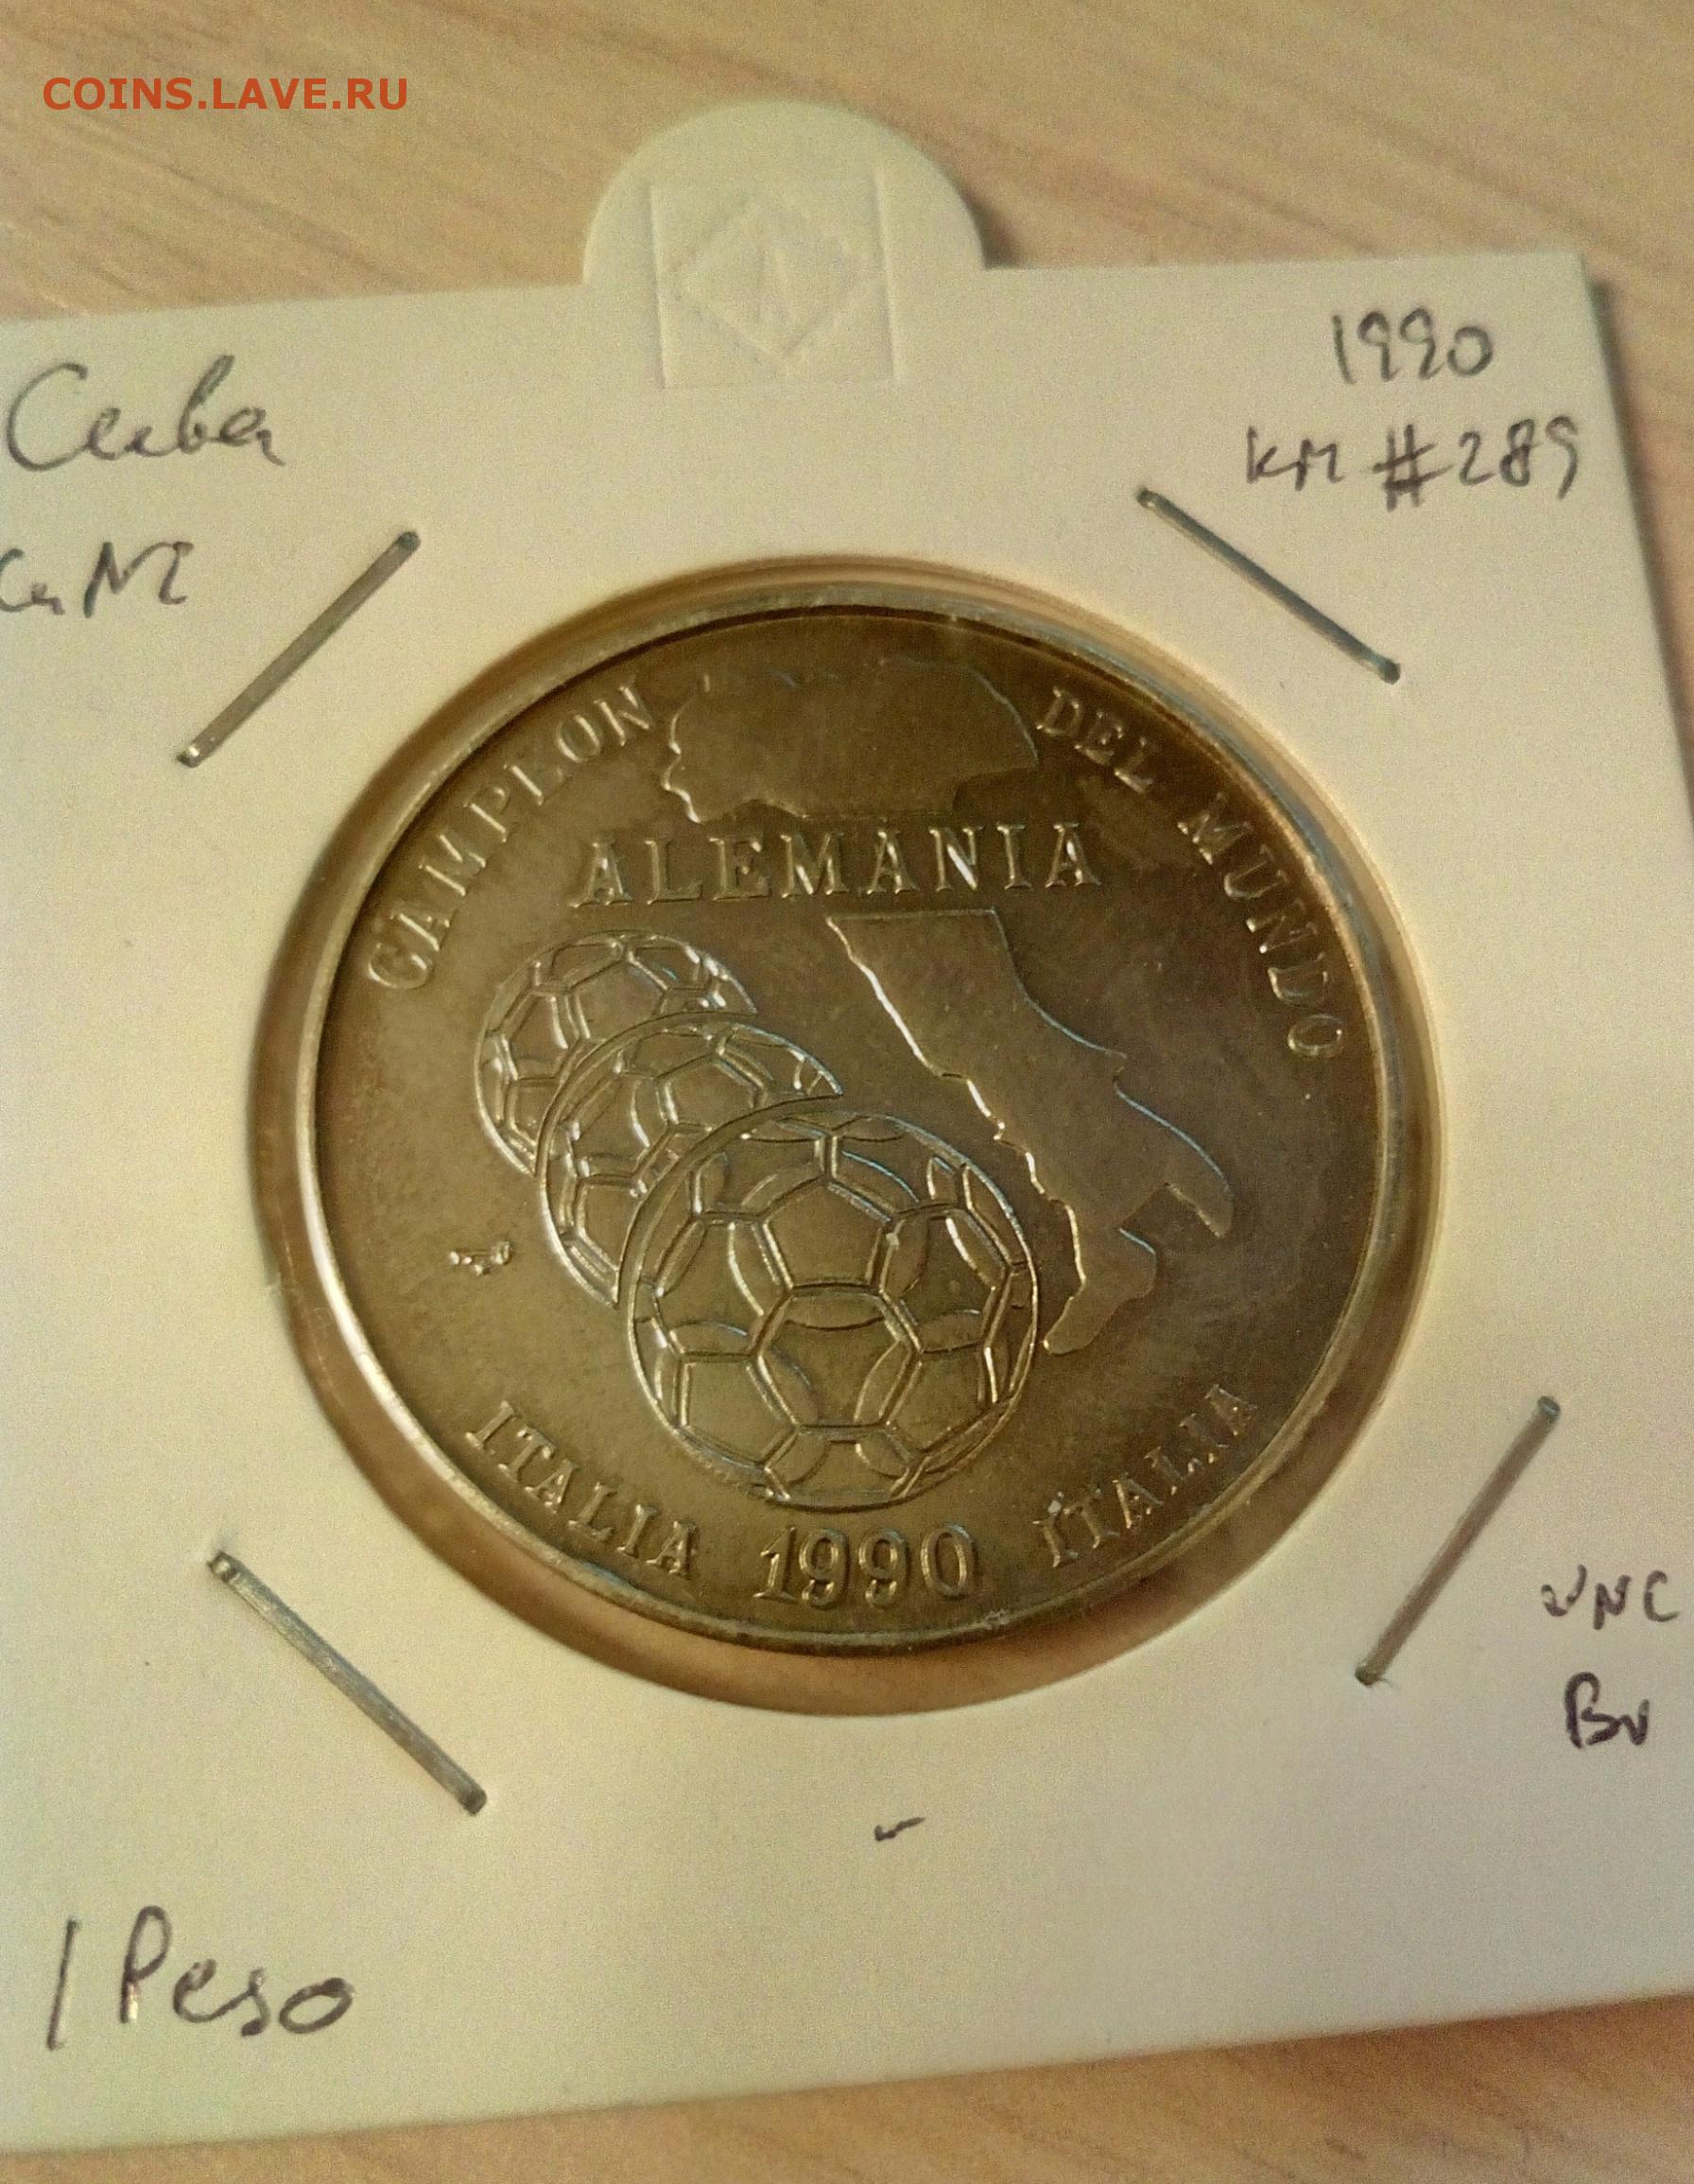 COINS.LAVE.RU
Cuba
1990
KM #289
CuNi
CAMPEON DEL MUNDO
ALEMANIA
ITALIA 1990 ITALIA
UNC
BU
1 Peso